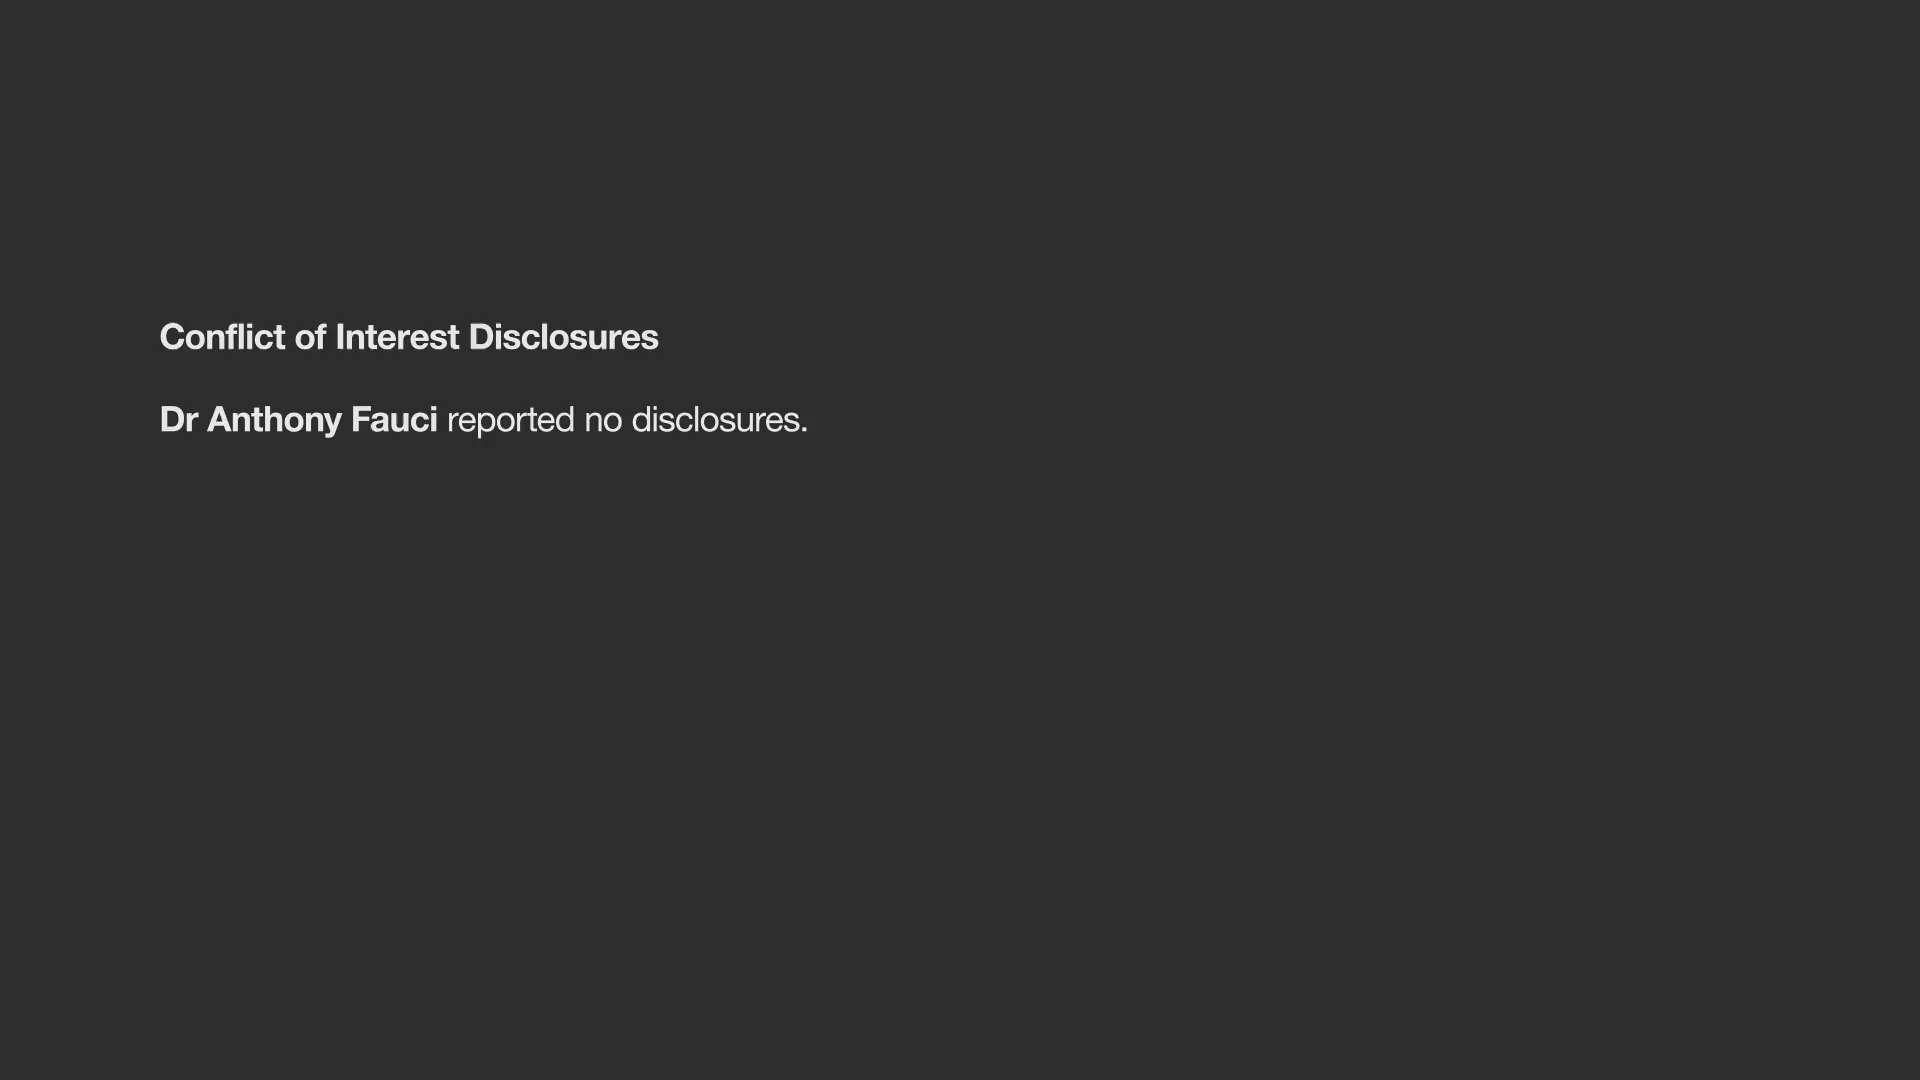 Conflict of Interest Disclosures
Dr Anthony Fauci reported no disclosures.